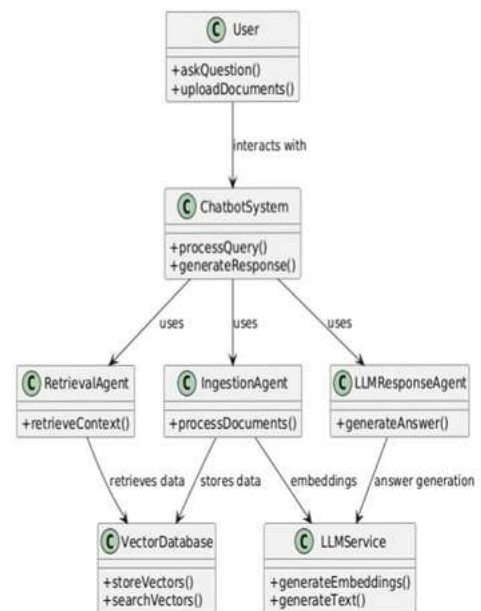 C User
+askQuestion()
+uploadDocuments()
interacts with
C ChatbotSystem
+processQuery()
+generateResponse()
uses
uses
uses
C RetrievalAgent
+retrieveContext()
C IngestionAgent
+processDocuments()
C LLMResponseAgent
+generateAnswer()
retrieves data
stores data
embeddings
answer generation
C VectorDatabase
+storeVectors()
+searchVectors()
C LLMService
+generateEmbeddings()
+generateText()